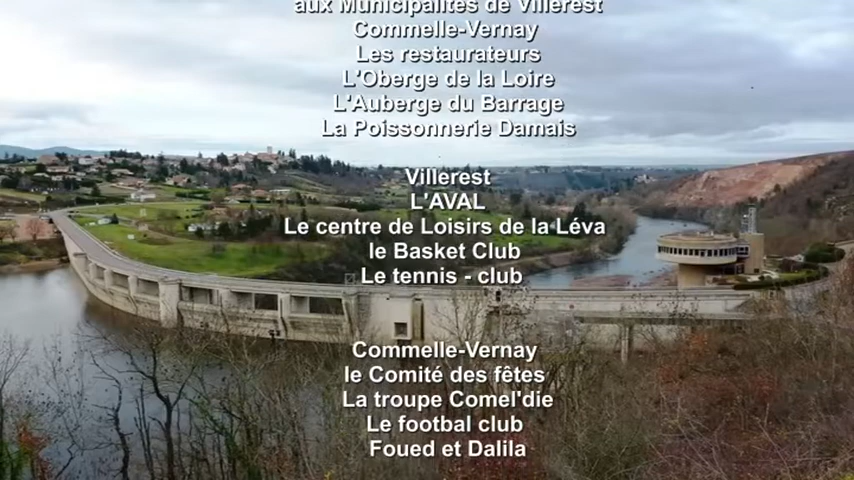 aux Municipalités de Villerest
Commelle-Vernay
Les restaurateurs
L'Oberge de la Loire
L'Auberge du Barrage
La Poissonnerie Damais
Villerest
L'AVAL
Le centre de Loisirs de la Léva
le Basket Club
Le tennis - club
Commelle-Vernay
le Comité des fêtes
La troupe Comel'die
Le footbal club
Foued et Dalila